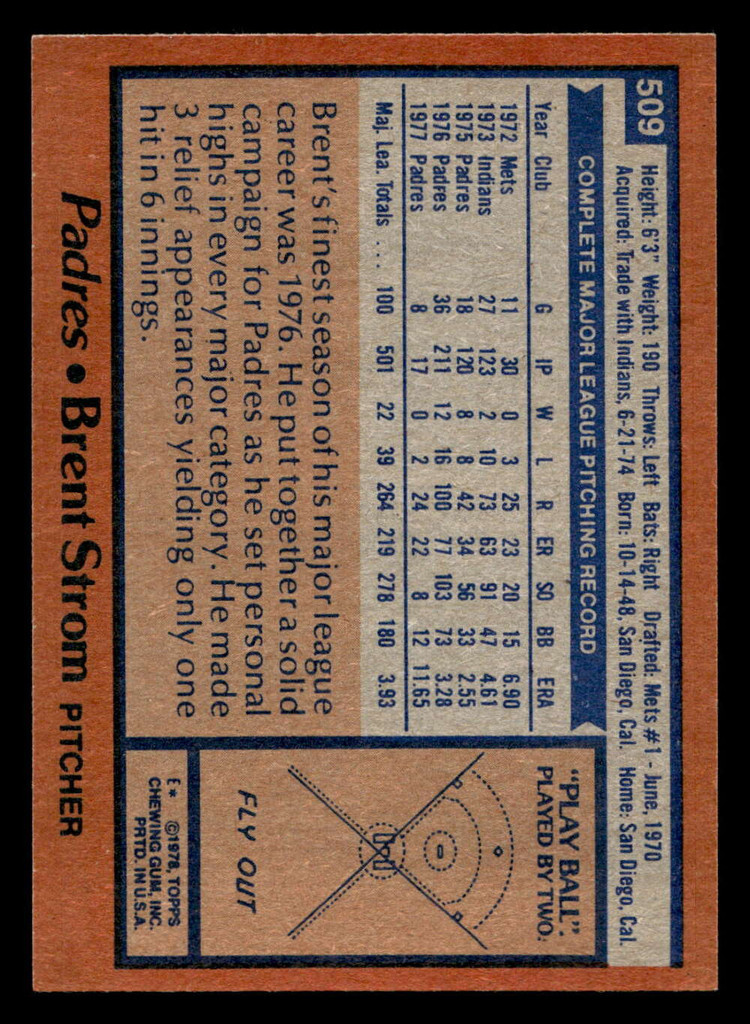 509
Height: 6'3" Weight: 190 Throws: Left Bats: Right Drafted: Mets #1 - June, 1970
Acquired: Trade with Indians, 6-21-74 Born: 10-14-48, San Diego, Cal. Home: San Diego, Cal.
COMPLETE MAJOR LEAGUE PITCHING RECORD
Year Club G IP W L R ER SO BB ERA
1972 Mets 11 30 0 3 25 23 20 15 6.90
1973 Indians 27 123 2 10 73 63 91 47 4.61
1975 Padres 18 120 8 8 42 34 56 33 2.55
1976 Padres 36 211 12 16 100 77 103 73 3.28
1977 Padres 8 17 0 2 24 22 8 12 11.65
Maj. Lea. Totals ... 100 501 22 39 264 219 278 180 3.93
Brent's finest season of his major league
career was 1976. He put together a solid
campaign for Padres as he set personal
highs in every major category. He made
3 relief appearances yielding only one
hit in 6 innings.
"PLAY BALL".
PLAYED BY TWO.
FLY OUT
E* ©1978, TOPPS
CHEWING GUM, INC.
PRTD. IN U.S.A.
Padres • Brent Strom PITCHER